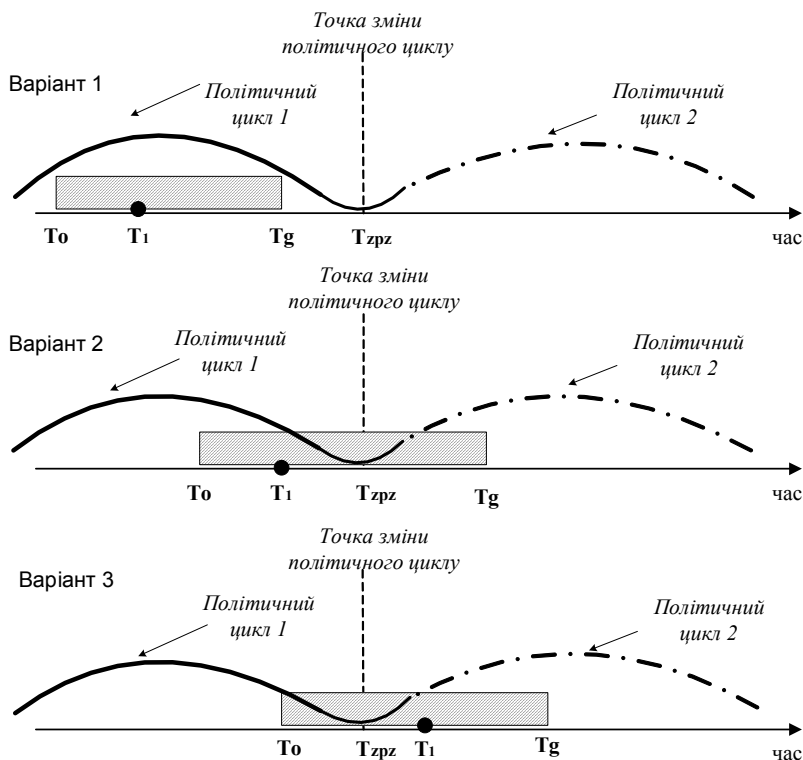 Точка зміни
політичного циклу
Варіант 1
Політичний
цикл 1
Політичний
цикл 2
To T1 Tg Tzpz час
Точка зміни
політичного циклу
Варіант 2
Політичний
цикл 1
Політичний
цикл 2
To T1 Tzpz Tg час
Точка зміни
політичного циклу
Варіант 3
Політичний
цикл 1
Політичний
цикл 2
To Tzpz T1 Tg час